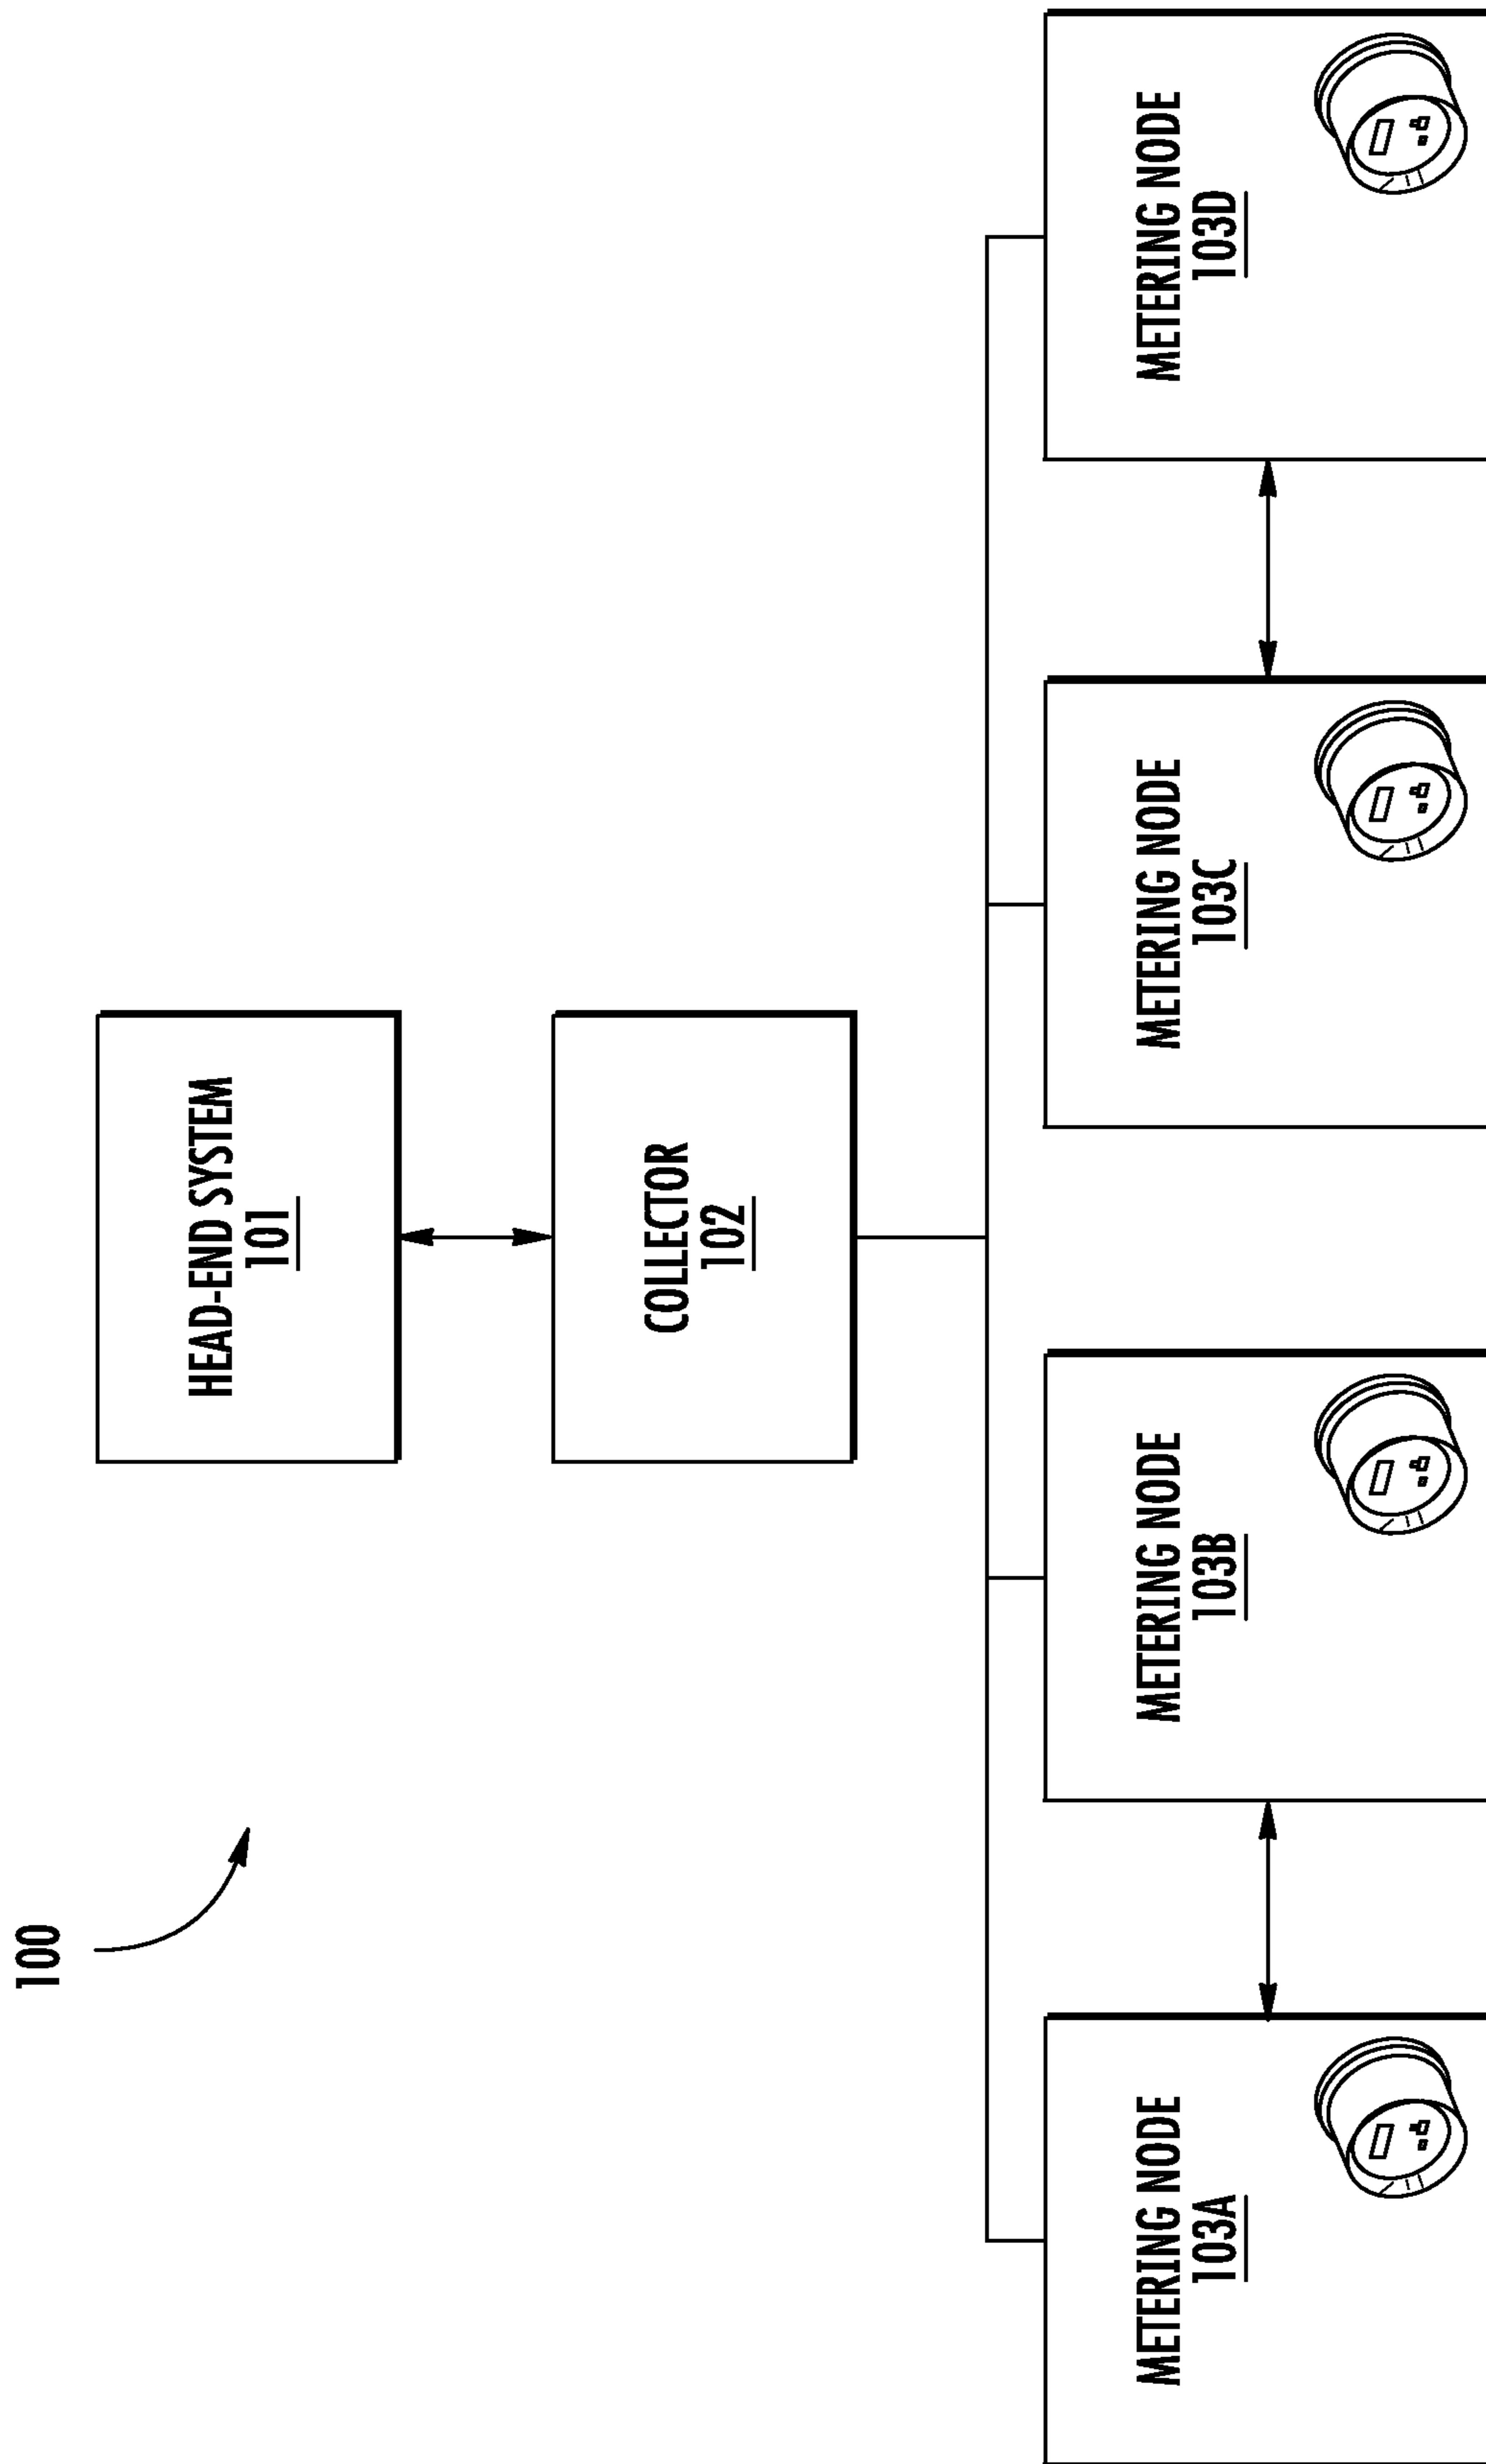 100
HEAD-END SYSTEM
101
COLLECTOR
102
METERING NODE
103A
METERING NODE
103B
METERING NODE
103C
METERING NODE
103D